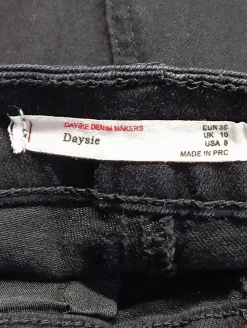 DAYSIE DENIM MAKERS
Daysie
EUR 38
UK 10
USA 8
MADE IN PRC